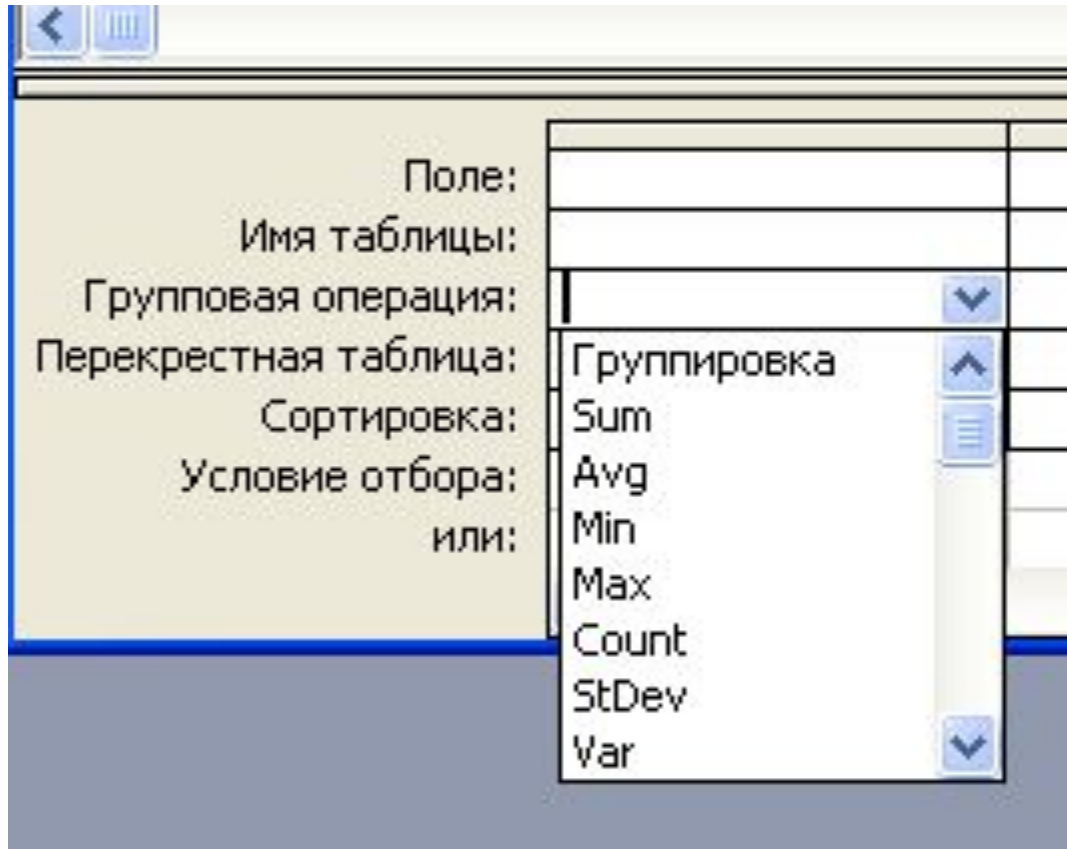 Поле:
Имя таблицы:
Групповая операция:
Перекрестная таблица:
Сортировка:
Условие отбора:
или:
Группировка
Sum
Avg
Min
Max
Count
StDev
Var